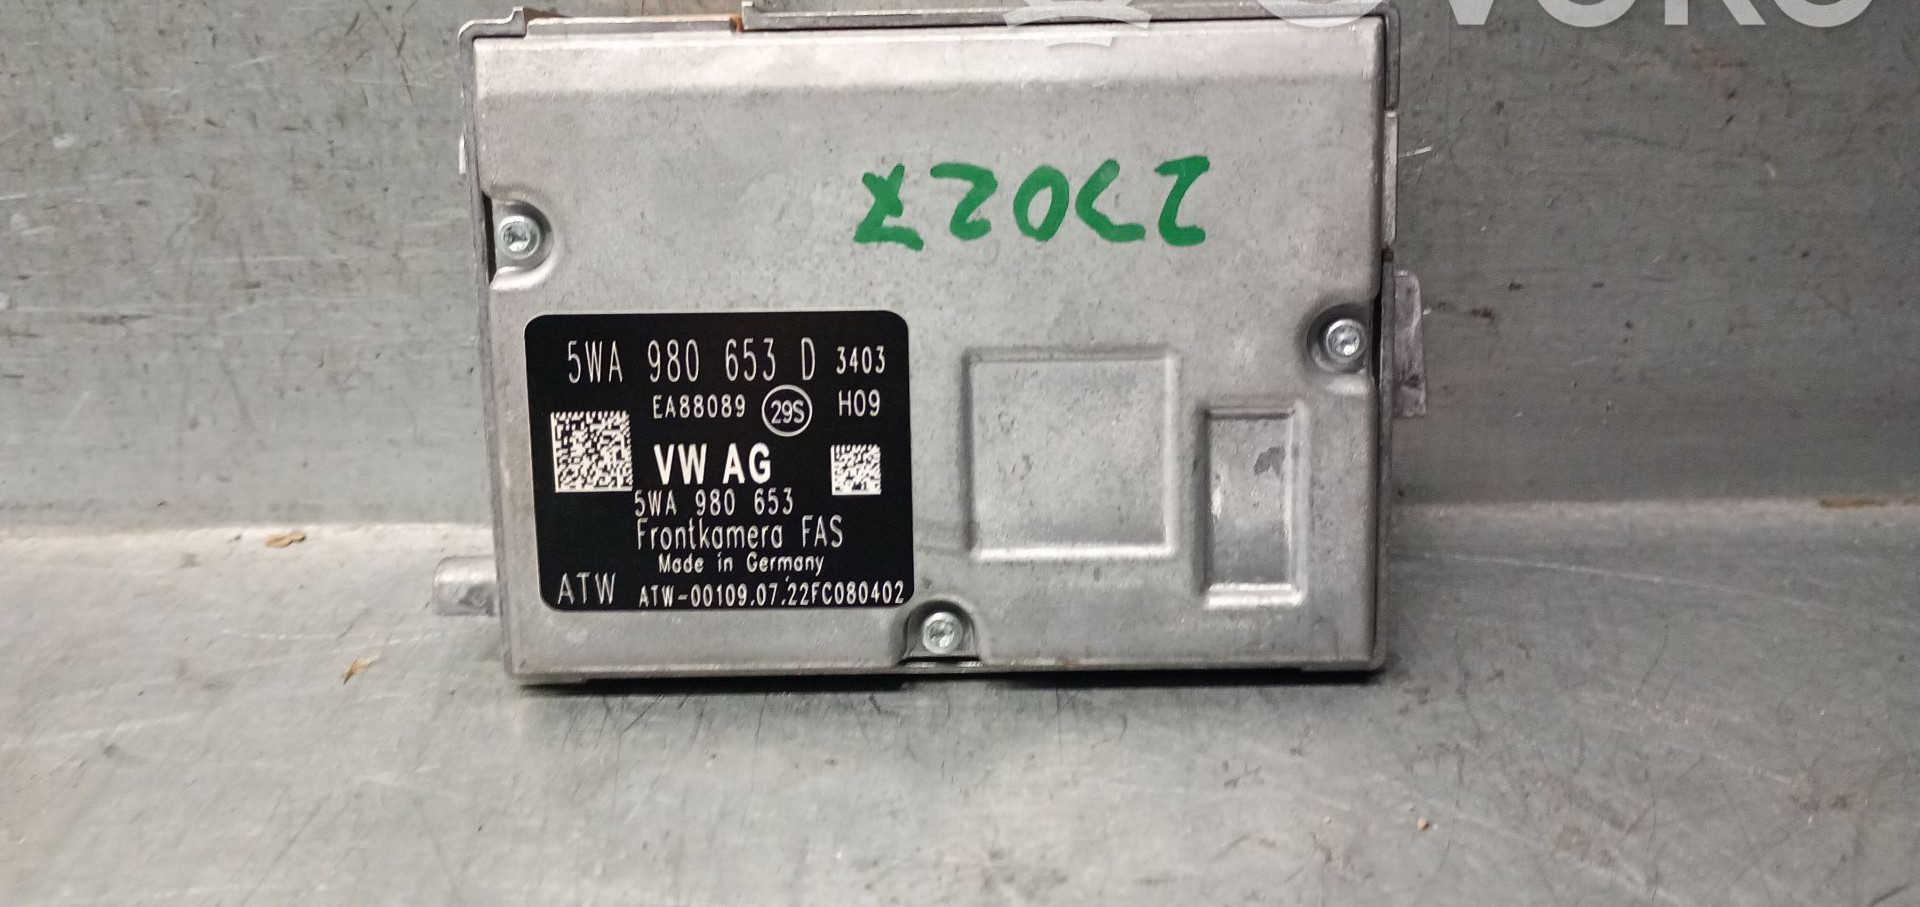 5WA 980 653 D 3403
EA88089 29S H09
VW AG
5WA 980 653
Frontkamera FAS
Made in Germany
ATW ATW-00109.07.22FC080402